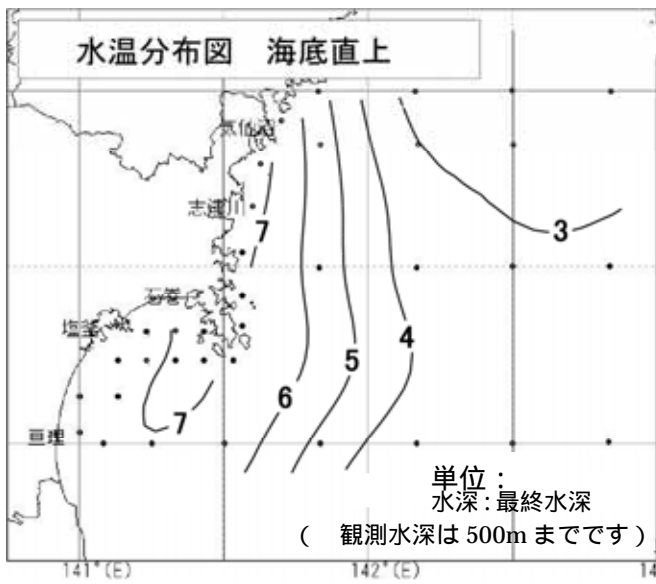 水温分布図　海底直上
気仙沼
志津川
石巻
塩釜
亘理
7
3
4
5
6
7
単位：
水深：最終水深
（　観測水深は500mまでです）
141°(E)
142°(E)